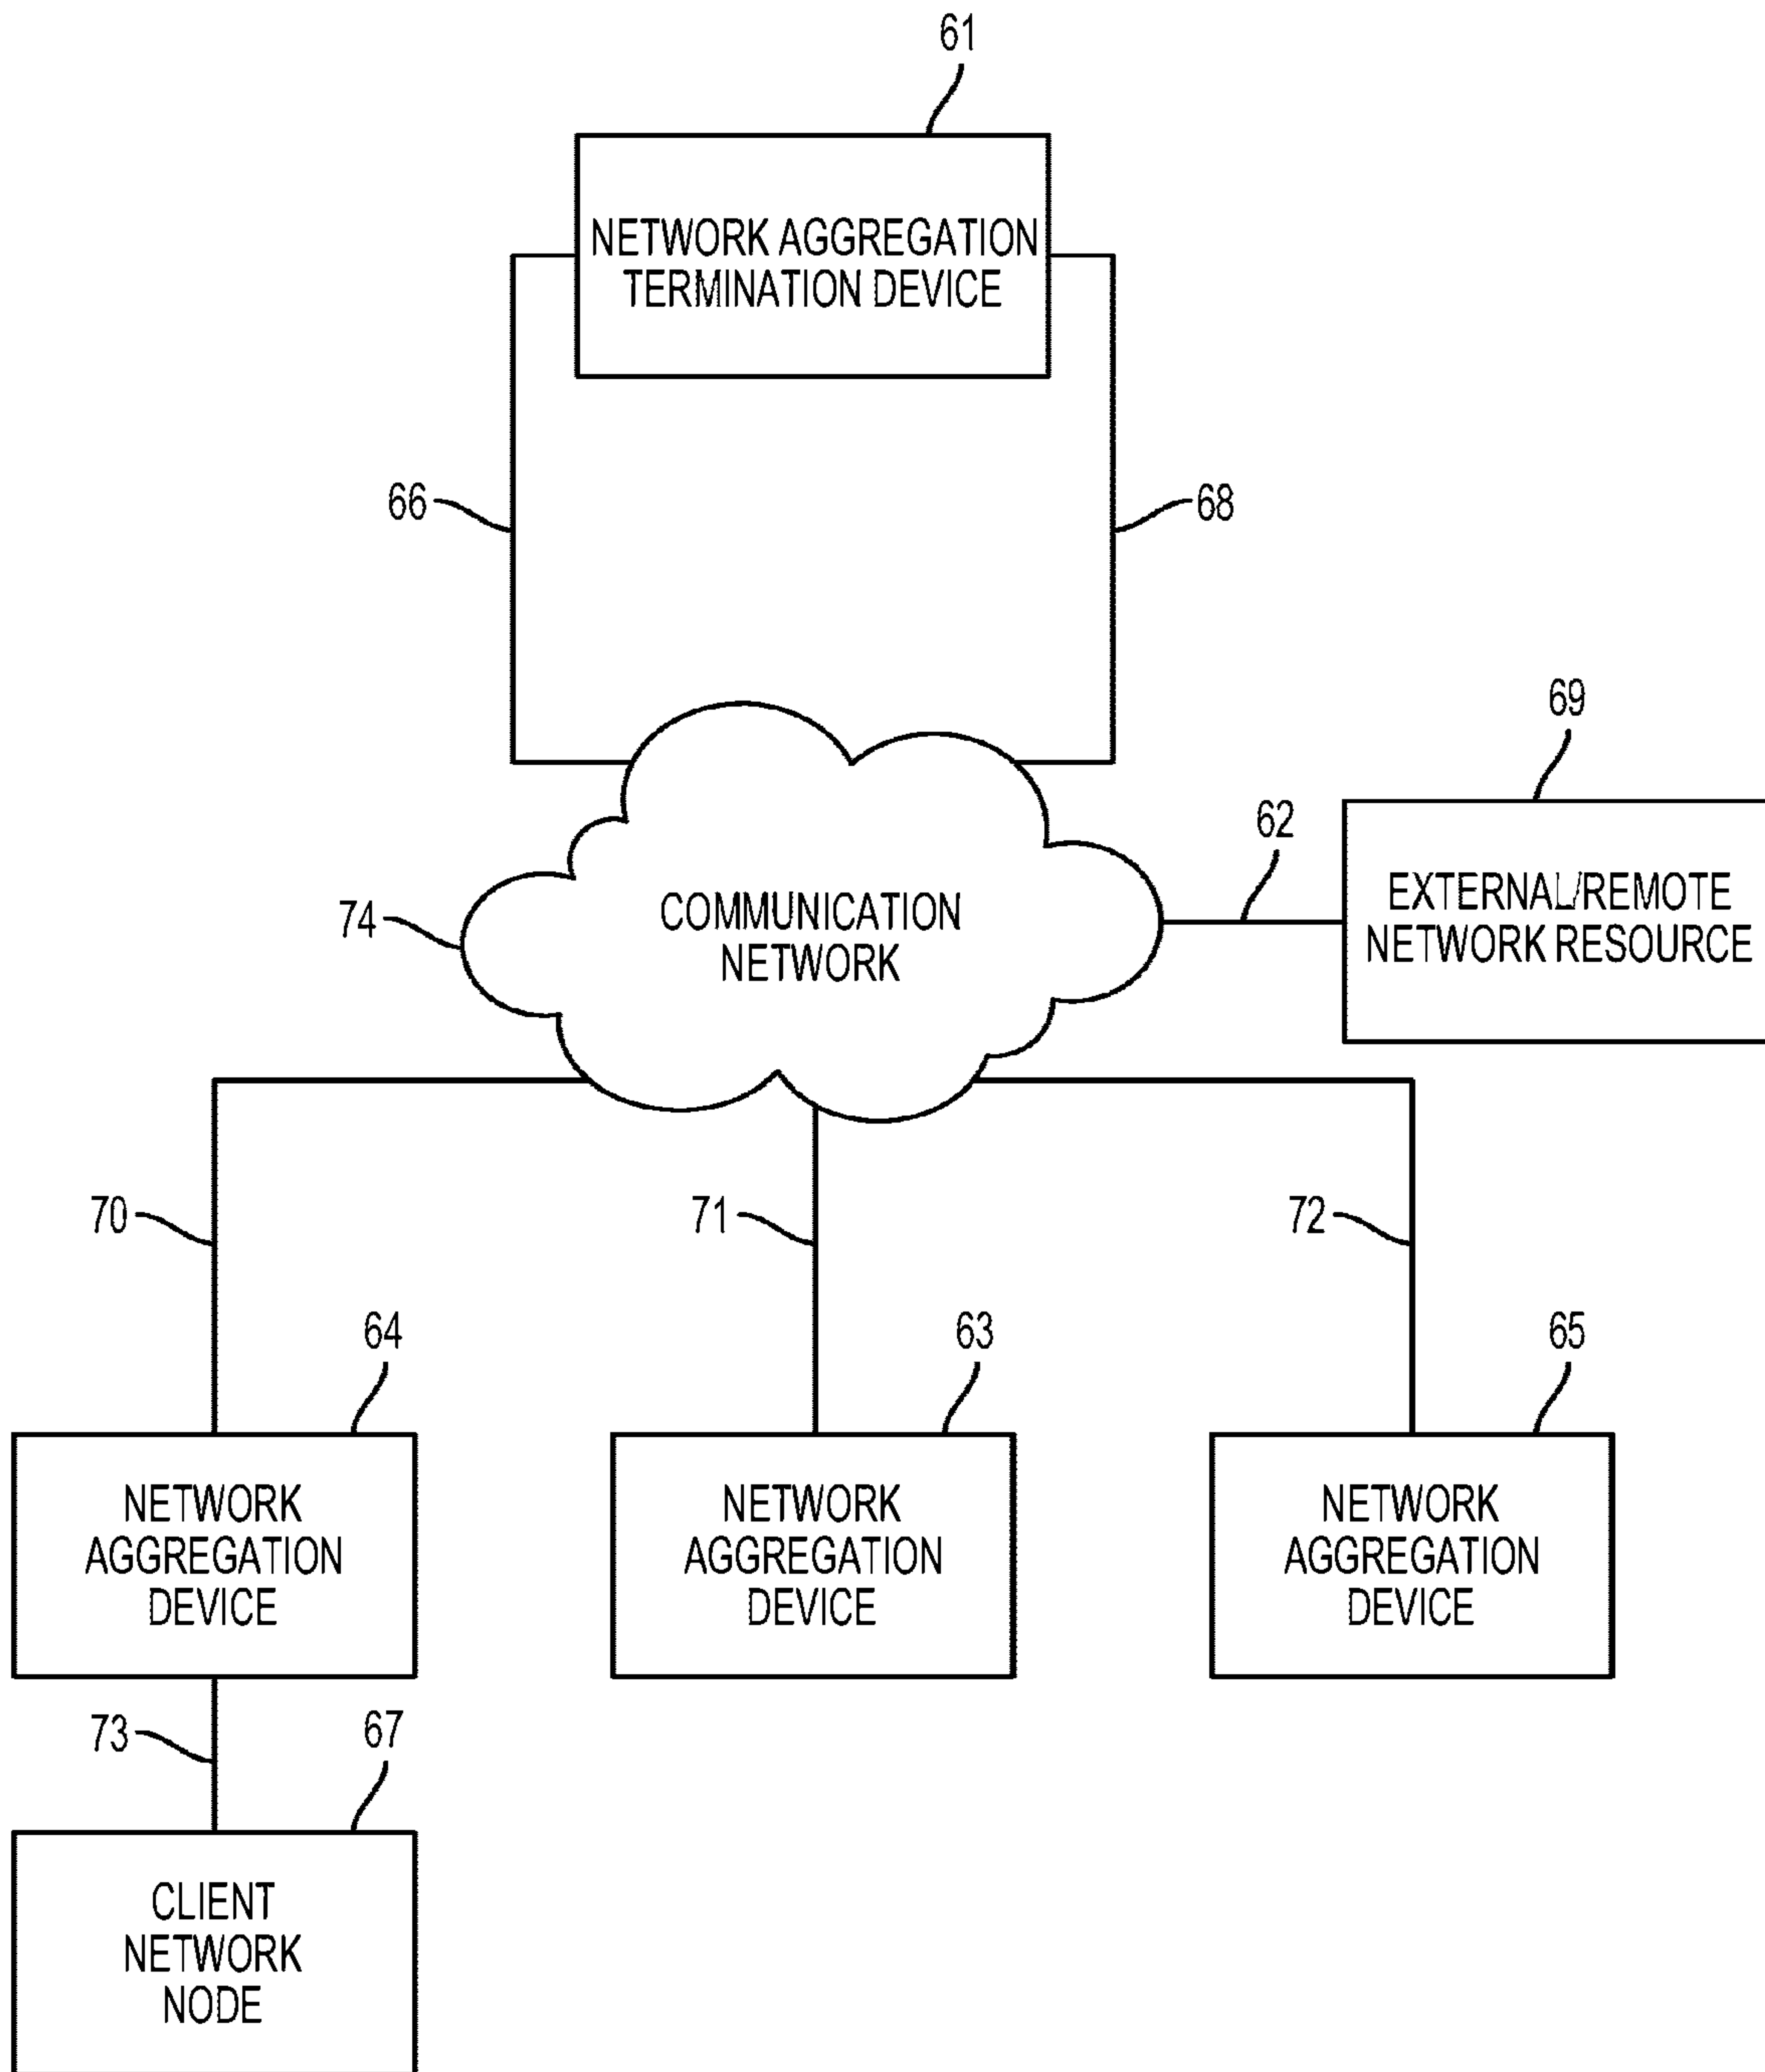 61
NETWORK AGGREGATION
TERMINATION DEVICE
66
68
69
62
EXTERNAL/REMOTE
NETWORK RESOURCE
74
COMMUNICATION
NETWORK
70
71
72
64
63
65
NETWORK
AGGREGATION
DEVICE
NETWORK
AGGREGATION
DEVICE
NETWORK
AGGREGATION
DEVICE
73
67
CLIENT
NETWORK
NODE